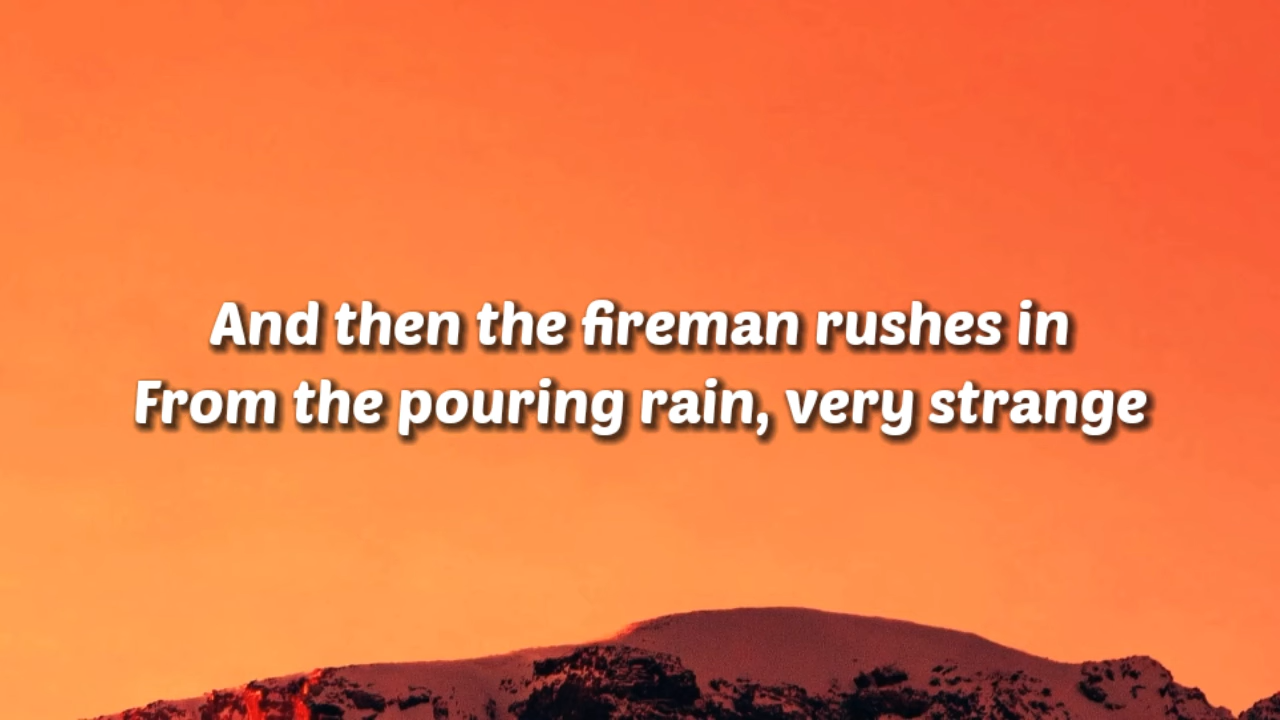 And then the fireman rushes in
From the pouring rain, very strange